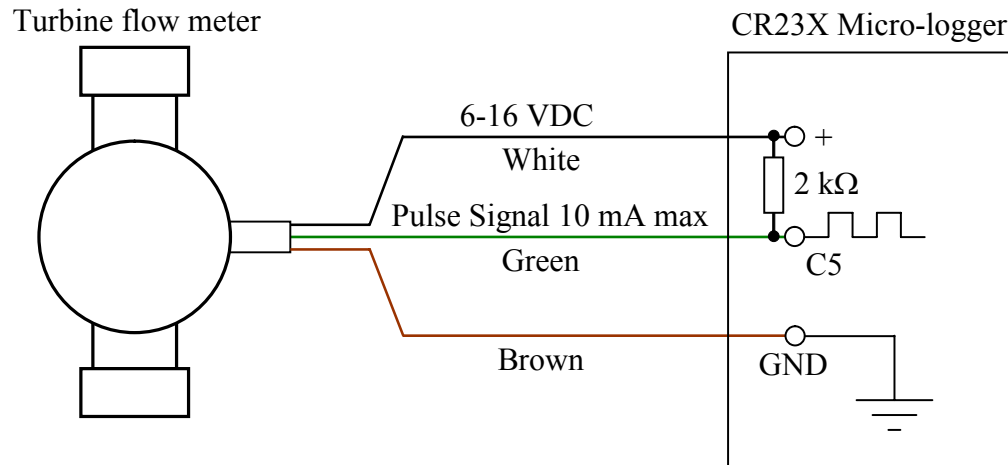 Turbine flow meter
CR23X Micro-logger
6-16 VDC
White
+
2 kΩ
Pulse Signal 10 mA max
Green
C5
Brown
GND